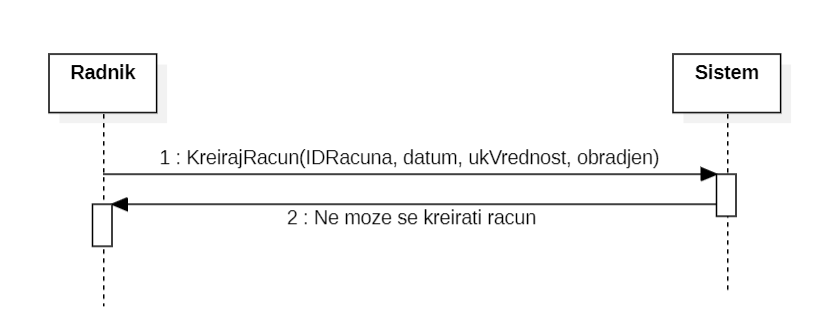 Radnik
Sistem
1 : KreirajRacun(IDRacuna, datum, ukVrednost, obradjen)
2 : Ne moze se kreirati racun